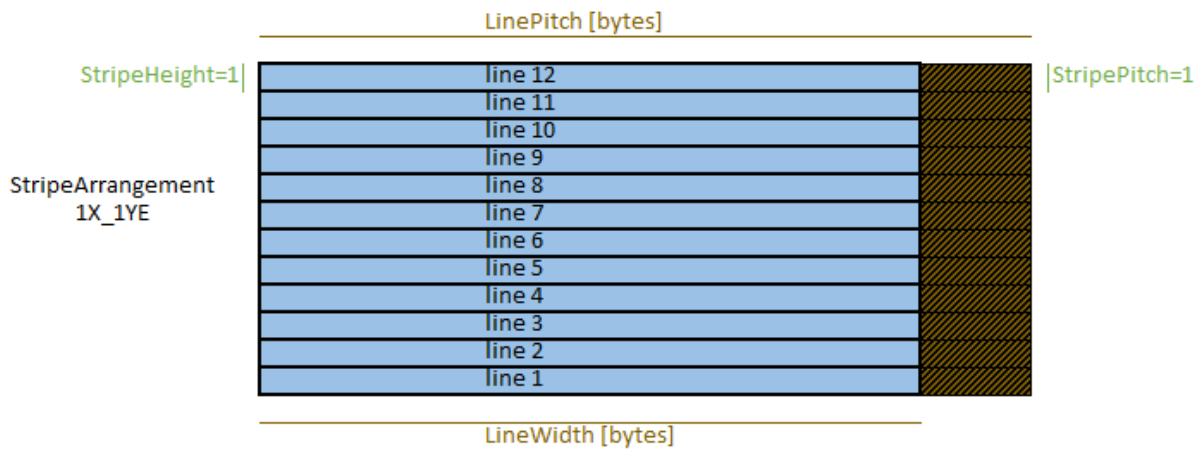 LinePitch [bytes]
StripeHeight=1
line 12
StripePitch=1
line 11
line 10
line 9
StripeArrangement
1X_1YE
line 8
line 7
line 6
line 5
line 4
line 3
line 2
line 1
LineWidth [bytes]